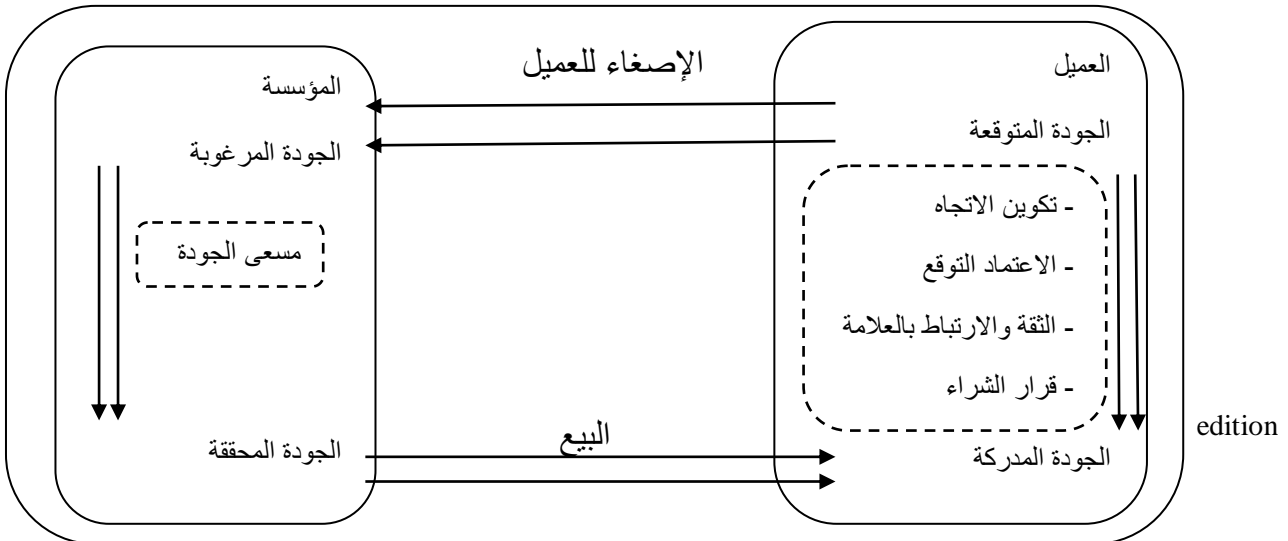 الإصغاء للعميل
العميل
الجودة المتوقعة
- تكوين الاتجاه
- الاعتماد التوقع
- الثقة والارتباط بالعلامة
- قرار الشراء
الجودة المدركة
المؤسسة
الجودة المرغوبة
مسعى الجودة
الجودة المحققة
البيع
edition